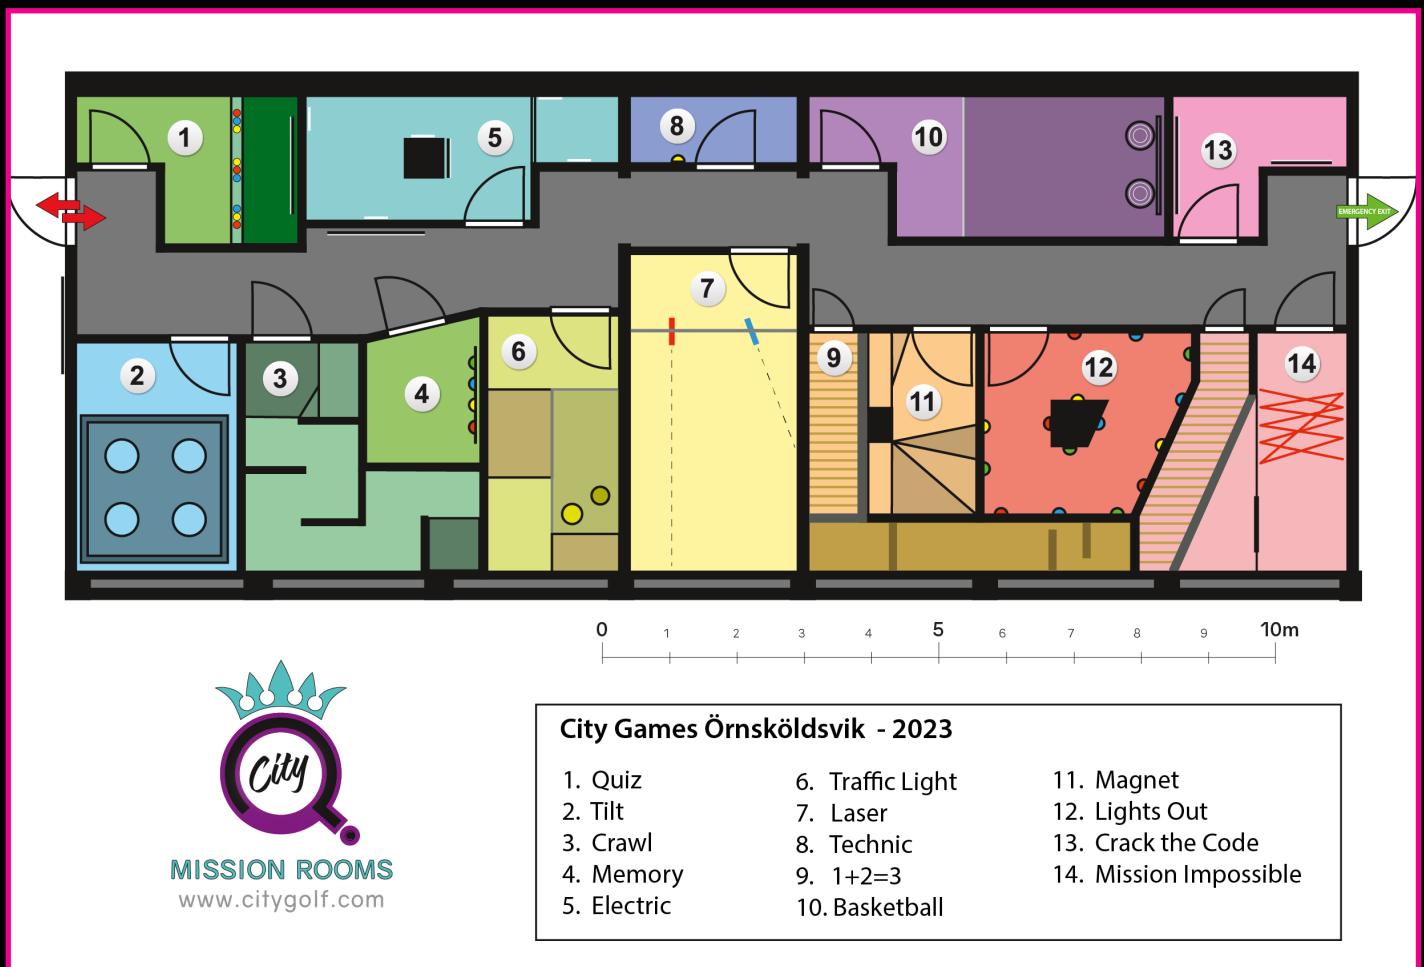 1
5
8
10
13
EMERGENCY EXIT
7
2
3
4
6
9
11
12
14
0 1 2 3 4 5 6 7 8 9 10m
City
MISSION ROOMS
www.citygolf.com
City Games Örnsköldsvik - 2023
1. Quiz
2. Tilt
3. Crawl
4. Memory
5. Electric
6. Traffic Light
7. Laser
8. Technic
9. 1+2=3
10. Basketball
11. Magnet
12. Lights Out
13. Crack the Code
14. Mission Impossible